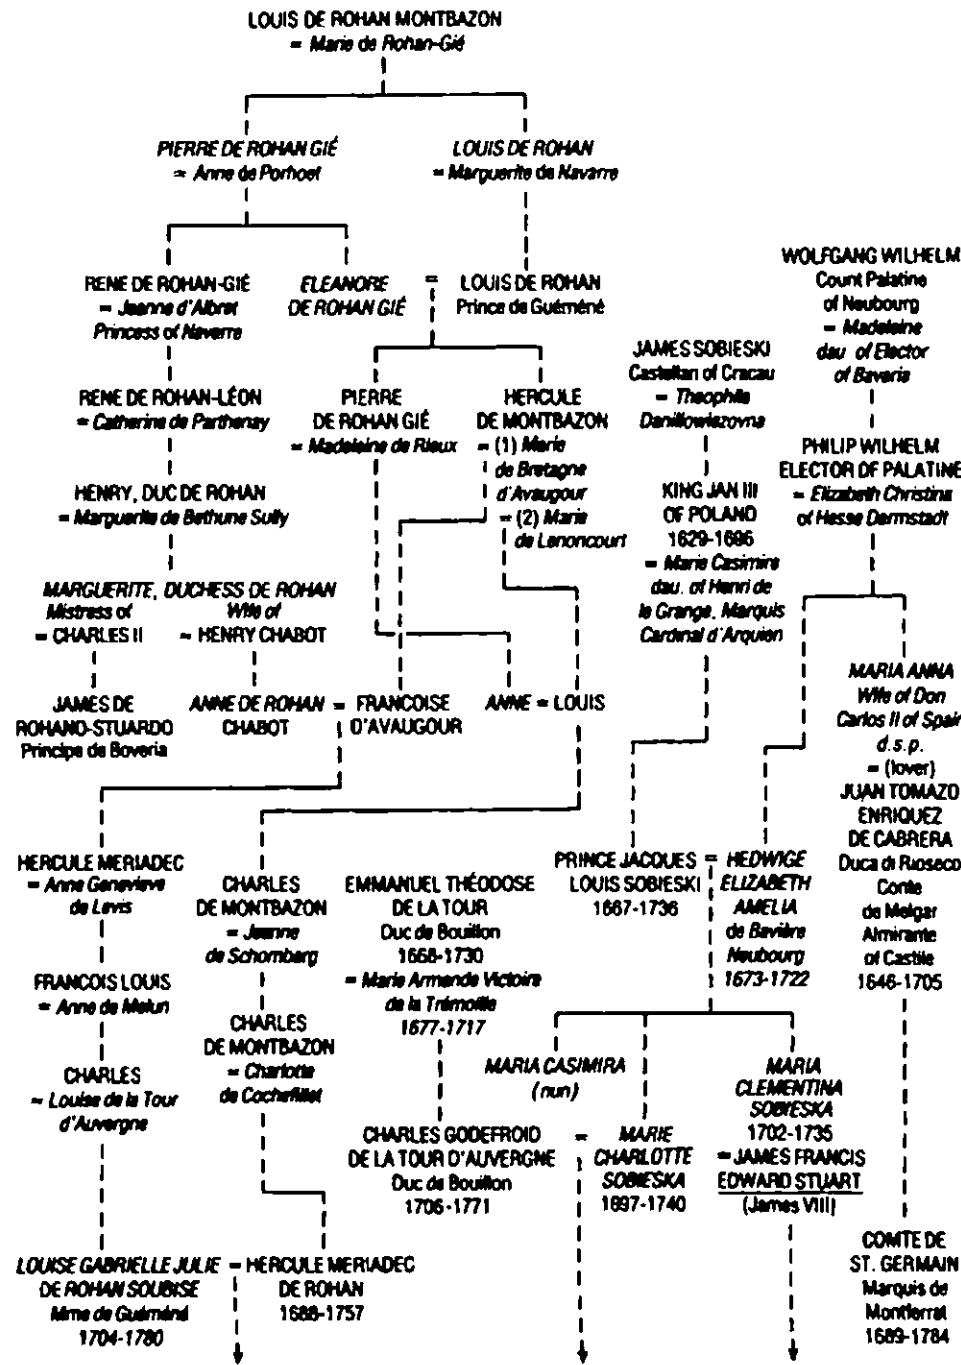 LOUIS DE ROHAN MONTBAZON
= Marie de Rohan-Gié
PIERRE DE ROHAN GIÉ
= Anne de Porhoet
LOUIS DE ROHAN
= Marguerite de Navarre
RENE DE ROHAN-GIÉ
= Jeanne d'Albret
Princess of Navarre
ELEANORE
DE ROHAN GIÉ
=
LOUIS DE ROHAN
Prince de Guéméné
WOLFGANG WILHELM
Count Palatine
of Neubourg
= Madeleine
dau of Elector
of Bavaria
JAMES SOBIESKI
Castellan of Cracau
= Theophila
Danillowiezovna
RENE DE ROHAN-LÉON
= Catherine de Parthenay
PIERRE
DE ROHAN GIÉ
= Madeleine de Rieux
HERCULE
DE MONTBAZON
= (1) Marie
de Bretagne
d'Avaugour
= (2) Marie
de Lenoncourt
PHILIP WILHELM
ELECTOR OF PALATINE
= Elizabeth Christina
of Hesse Darmstadt
HENRY, DUC DE ROHAN
= Marguerite de Bethune Sully
KING JAN III
OF POLAND
1629-1696
= Marie Casimire
dau. of Henri de
la Grange, Marquis
Cardinal d'Arquien
MARGUERITE, DUCHESS DE ROHAN
Mistress of
= CHARLES II
Wife of
= HENRY CHABOT
JAMES DE
ROHANO-STUARDO
Principe de Boveria
ANNE DE ROHAN
CHABOT
=
FRANCOISE
D'AVAUGOUR
ANNE = LOUIS
MARIA ANNA
Wife of Don
Carlos II of Spain
d.s.p.
= (lover)
JUAN TOMAZO
ENRIQUEZ
DE CABRERA
Duca di Rioseco
Conte
de Melgar
Almirante
of Castile
1646-1705
HERCULE MERIADEC
= Anne Genevieve
de Levis
CHARLES
DE MONTBAZON
= Jeanne
de Schomberg
EMMANUEL THÉODOSE
DE LA TOUR
Duc de Bouillon
1668-1730
= Marie Armande Victoire
de la Trémoille
1677-1717
PRINCE JACQUES
LOUIS SOBIESKI
1667-1736
=
HEDWIGE
ELIZABETH
AMELIA
de Bavière
Neubourg
1673-1722
FRANCOIS LOUIS
= Anne de Melun
CHARLES
DE MONTBAZON
= Charlotte
de Cochefillet
CHARLES
= Louise de la Tour
d'Auvergne
MARIA CASIMIRA
(nun)
MARIA
CLEMENTINA
SOBIESKA
1702-1735
= JAMES FRANCIS
EDWARD STUART
(James VIII)
CHARLES GODEFROID
DE LA TOUR D'AUVERGNE
Duc de Bouillon
1706-1771
=
MARIE
CHARLOTTE
SOBIESKA
1697-1740
LOUISE GABRIELLE JULIE
DE ROHAN SOUBISE
Mme de Guéméné
1704-1780
=
HERCULE MERIADEC
DE ROHAN
1688-1757
COMTE DE
ST. GERMAIN
Marquis de
Montferrat
1689-1784